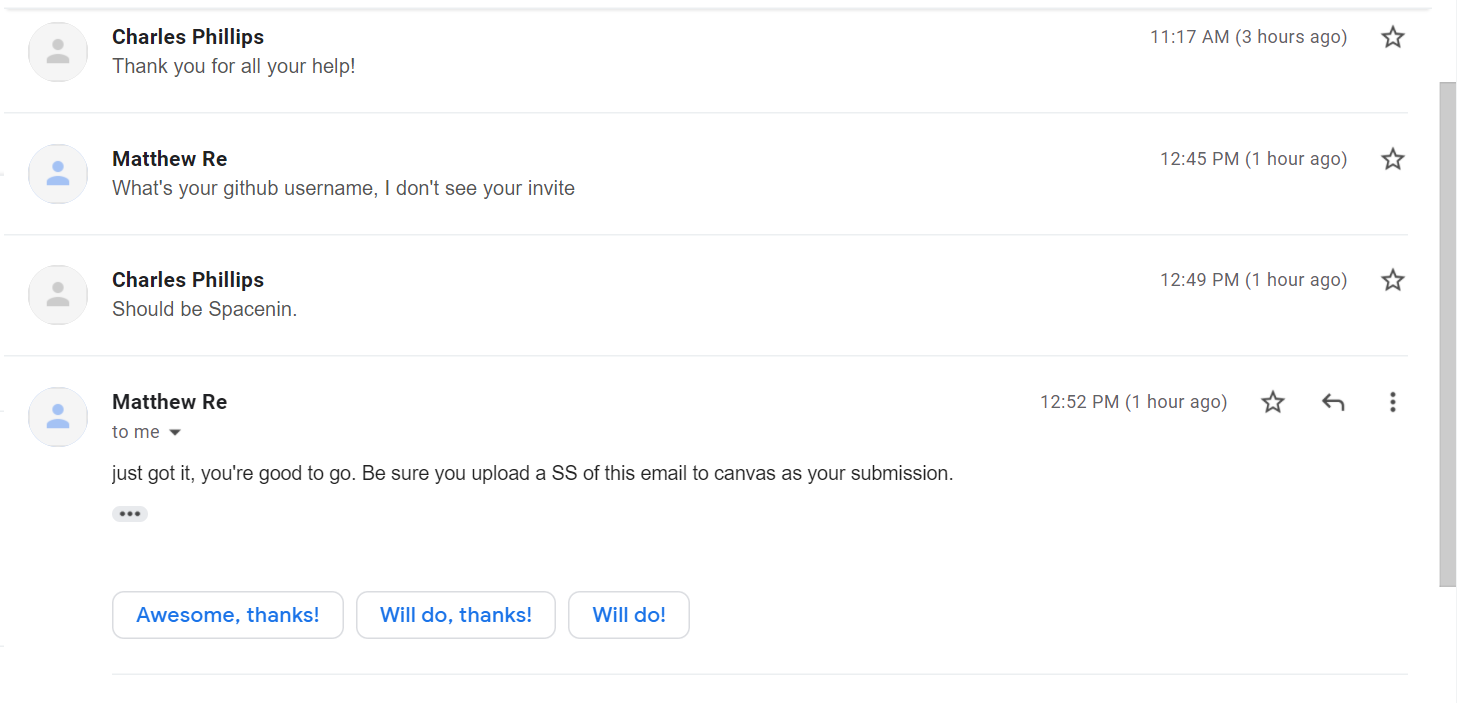 Charles Phillips 11:17 AM (3 hours ago)
Thank you for all your help!
Matthew Re 12:45 PM (1 hour ago)
What's your github username, I don't see your invite
Charles Phillips 12:49 PM (1 hour ago)
Should be Spacenin.
Matthew Re 12:52 PM (1 hour ago)
to me
just got it, you're good to go. Be sure you upload a SS of this email to canvas as your submission.
Awesome, thanks! Will do, thanks! Will do!